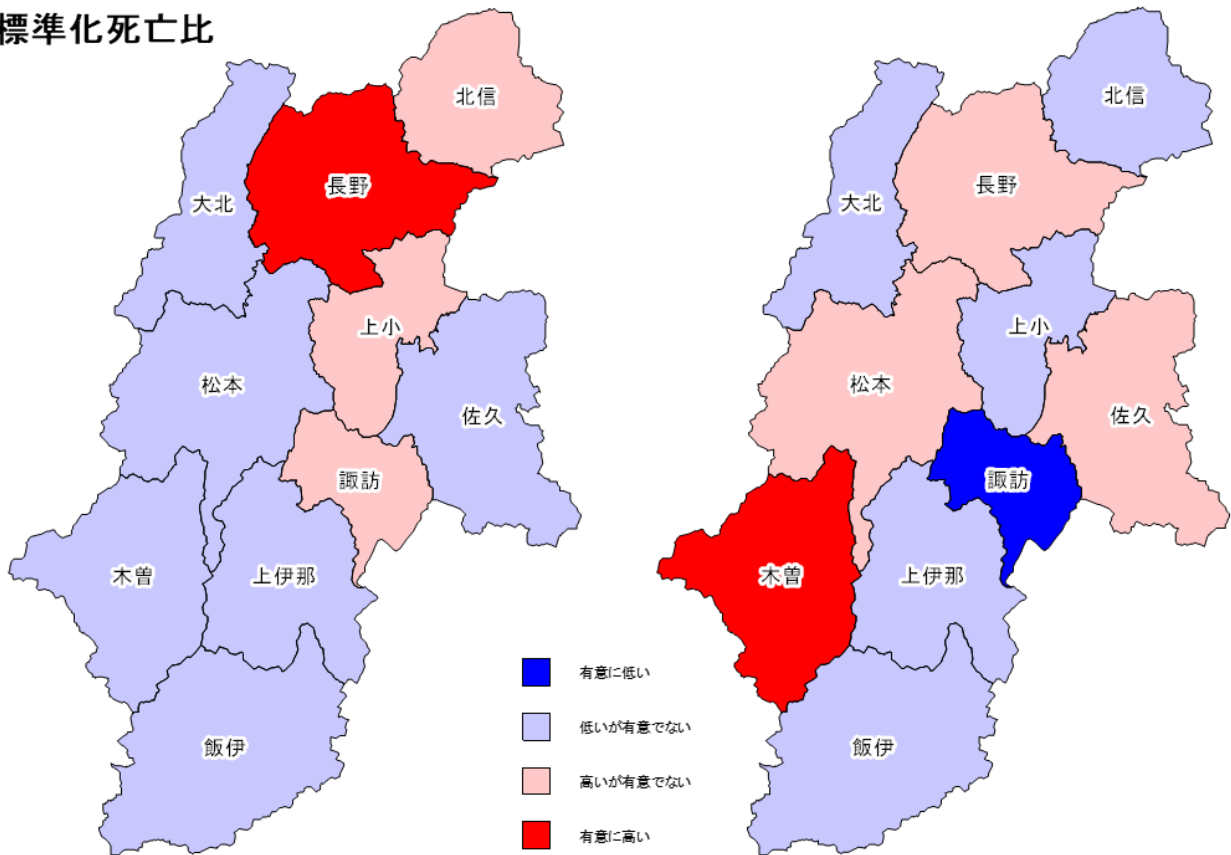 標準化死亡比
北信
長野
大北
上小
松本
佐久
諏訪
木曽
上伊那
飯伊
北信
長野
大北
上小
松本
佐久
諏訪
木曽
上伊那
飯伊
有意に低い
低いが有意でない
高いが有意でない
有意に高い